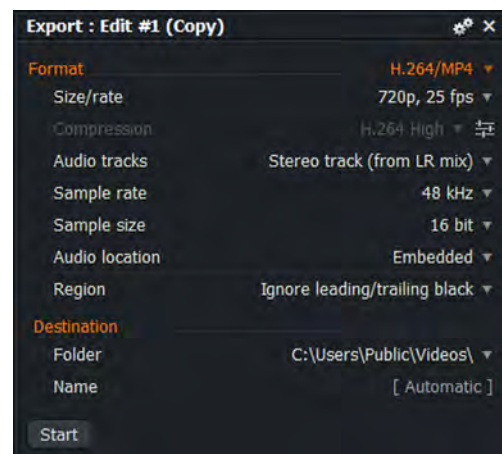 Export : Edit #1 (Copy)
Format H.264/MP4
Size/rate 720p, 25 fps
Compression H.264 High
Audio tracks Stereo track (from LR mix)
Sample rate 48 kHz
Sample size 16 bit
Audio location Embedded
Region Ignore leading/trailing black
Destination
Folder C:\Users\Public\Videos\
Name [ Automatic ]
Start